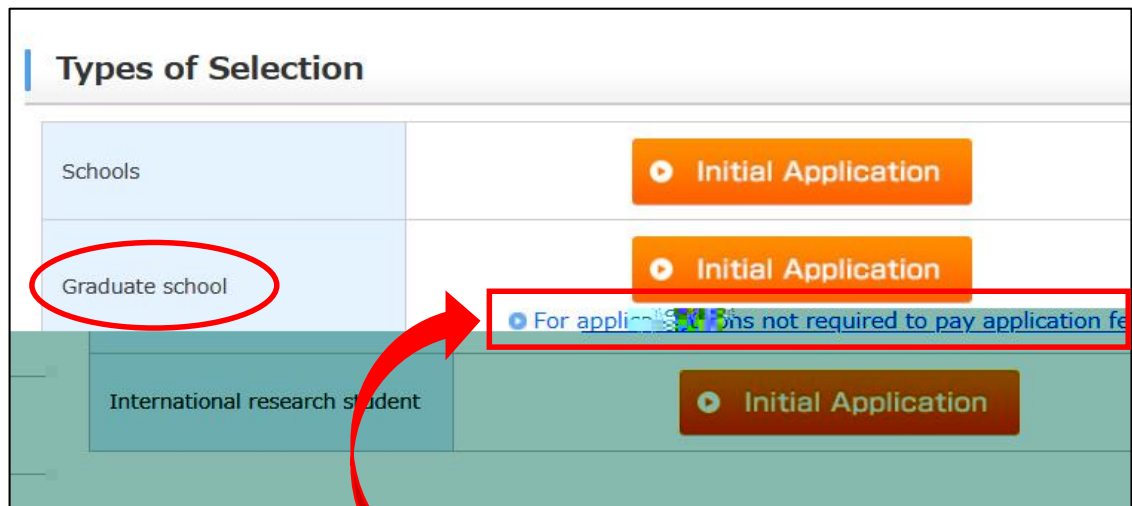 Types of Selection
Schools
Initial Application
Graduate school
Initial Application
For not required to pay application
International research student
Initial Application